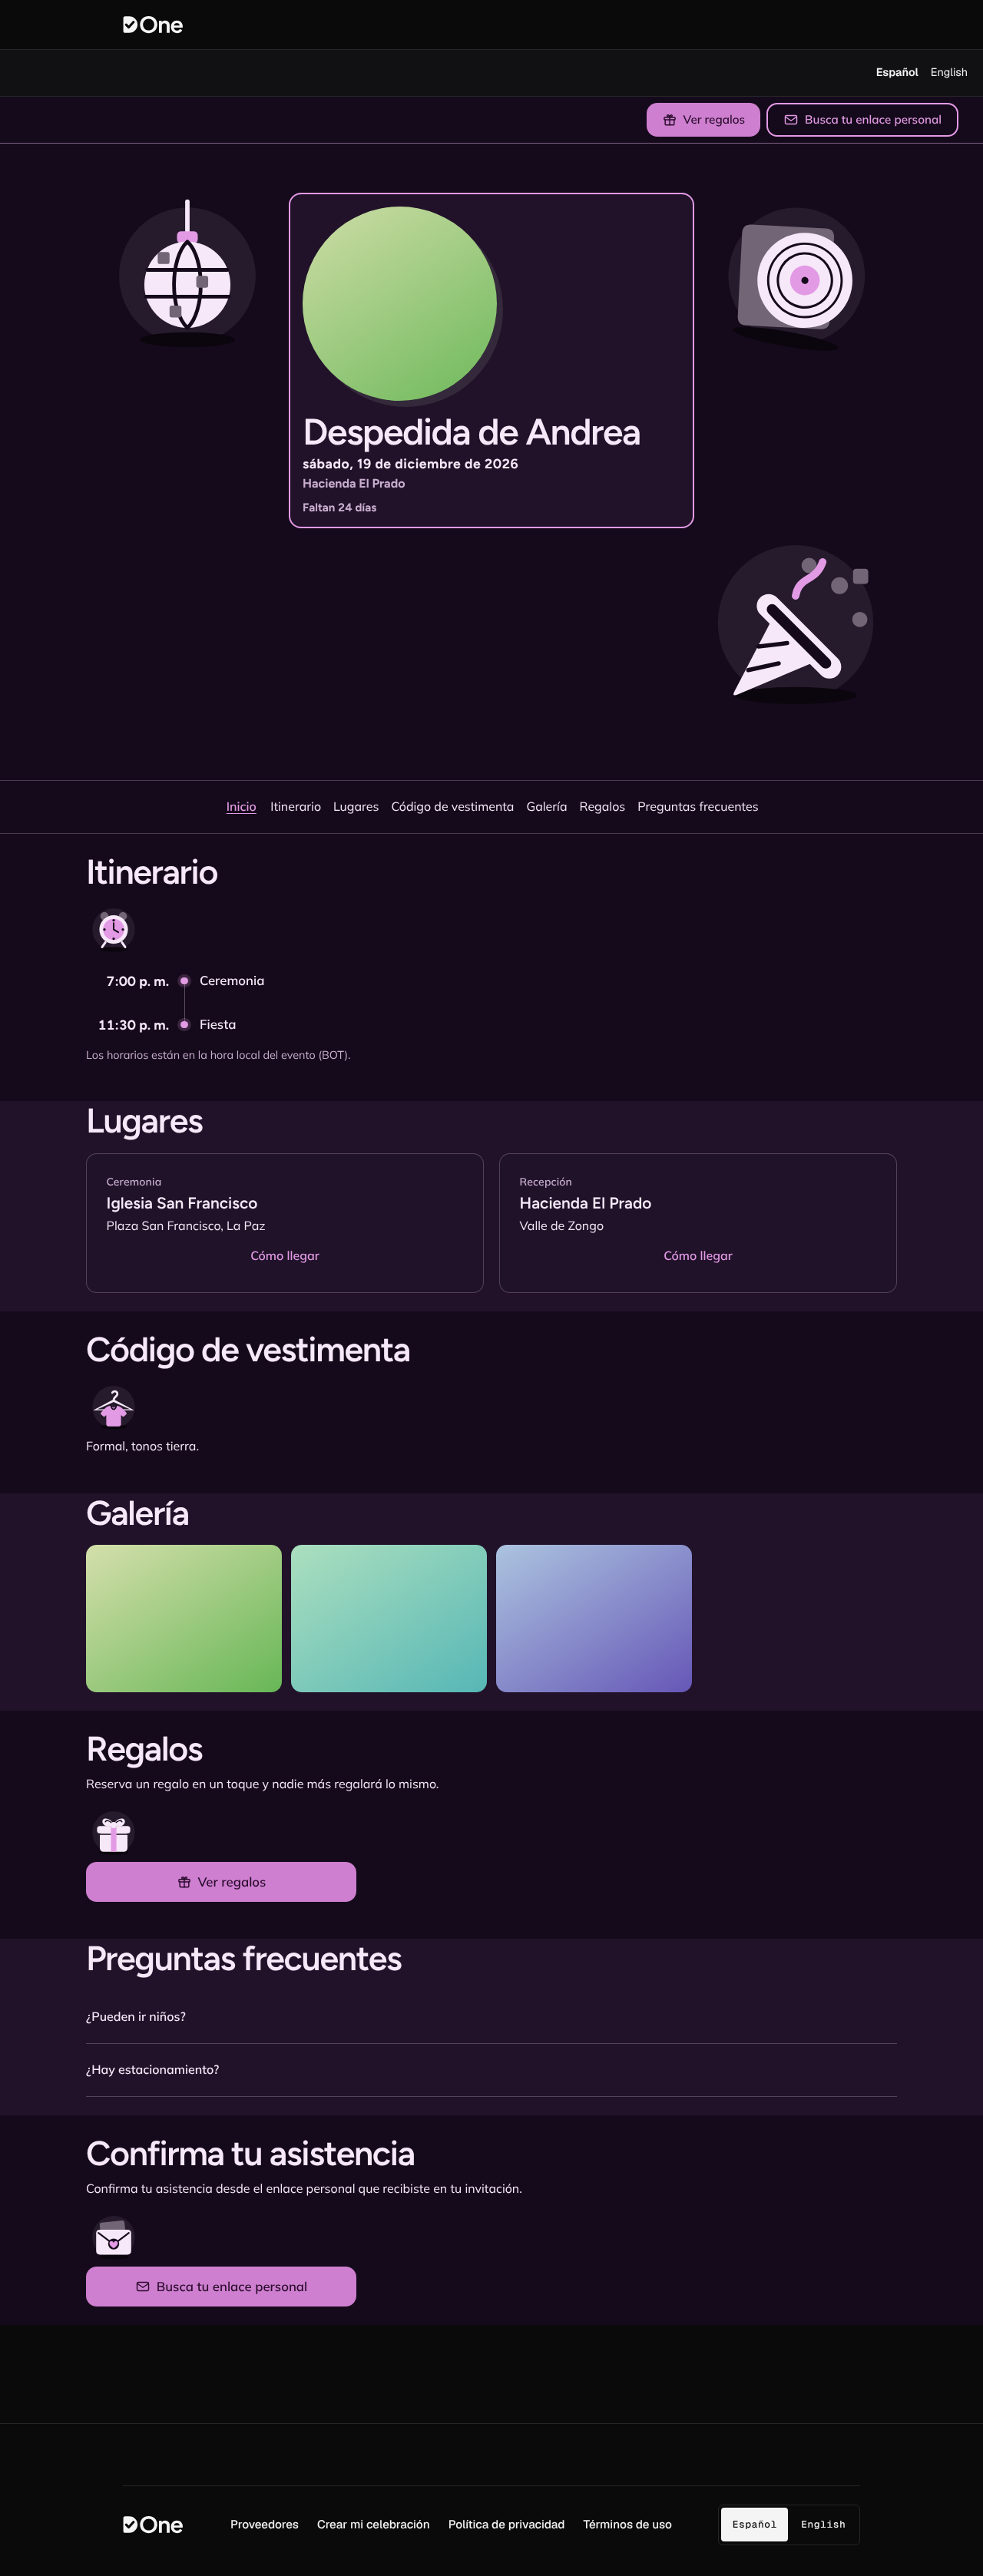 One
Español English
Ver regalos Busca tu enlace personal
Despedida de Andrea
sábado, 19 de diciembre de 2026
Hacienda El Prado
Faltan 24 días
Inicio Itinerario Lugares Código de vestimenta Galería Regalos Preguntas frecuentes
Itinerario
7:00 p. m. Ceremonia
11:30 p. m. Fiesta
Los horarios están en la hora local del evento (BOT).
Lugares
Ceremonia
Iglesia San Francisco
Plaza San Francisco, La Paz
Cómo llegar
Recepción
Hacienda El Prado
Valle de Zongo
Cómo llegar
Código de vestimenta
Formal, tonos tierra.
Galería
Regalos
Reserva un regalo en un toque y nadie más regalará lo mismo.
Ver regalos
Preguntas frecuentes
¿Pueden ir niños?
¿Hay estacionamiento?
Confirma tu asistencia
Confirma tu asistencia desde el enlace personal que recibiste en tu invitación.
Busca tu enlace personal
One Proveedores Crear mi celebración Política de privacidad Términos de uso Español English